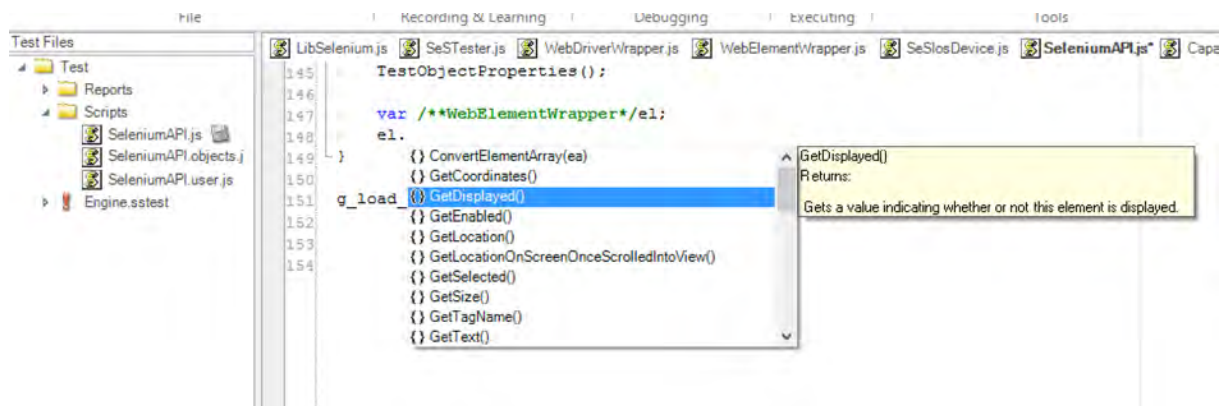 File Recording & Learning Debugging Executing Tools
Test Files
Test
Reports
Scripts
SeleniumAPI.js
SeleniumAPI.objects.j
SeleniumAPI.user.js
Engine.sstest
LibSelenium.js SeSTester.js WebDriverWrapper.js WebElementWrapper.js SeSIosDevice.js SeleniumAPI.js* Capa
145 TestObjectProperties();
146
147 var /**WebElementWrapper*/el;
148 el.
149 }
150
151 g_load_
152
153
154
{} ConvertElementArray(ea)
{} GetCoordinates()
{} GetDisplayed()
{} GetEnabled()
{} GetLocation()
{} GetLocationOnScreenOnceScrolledIntoView()
{} GetSelected()
{} GetSize()
{} GetTagName()
{} GetText()
GetDisplayed()
Returns:
Gets a value indicating whether or not this element is displayed.